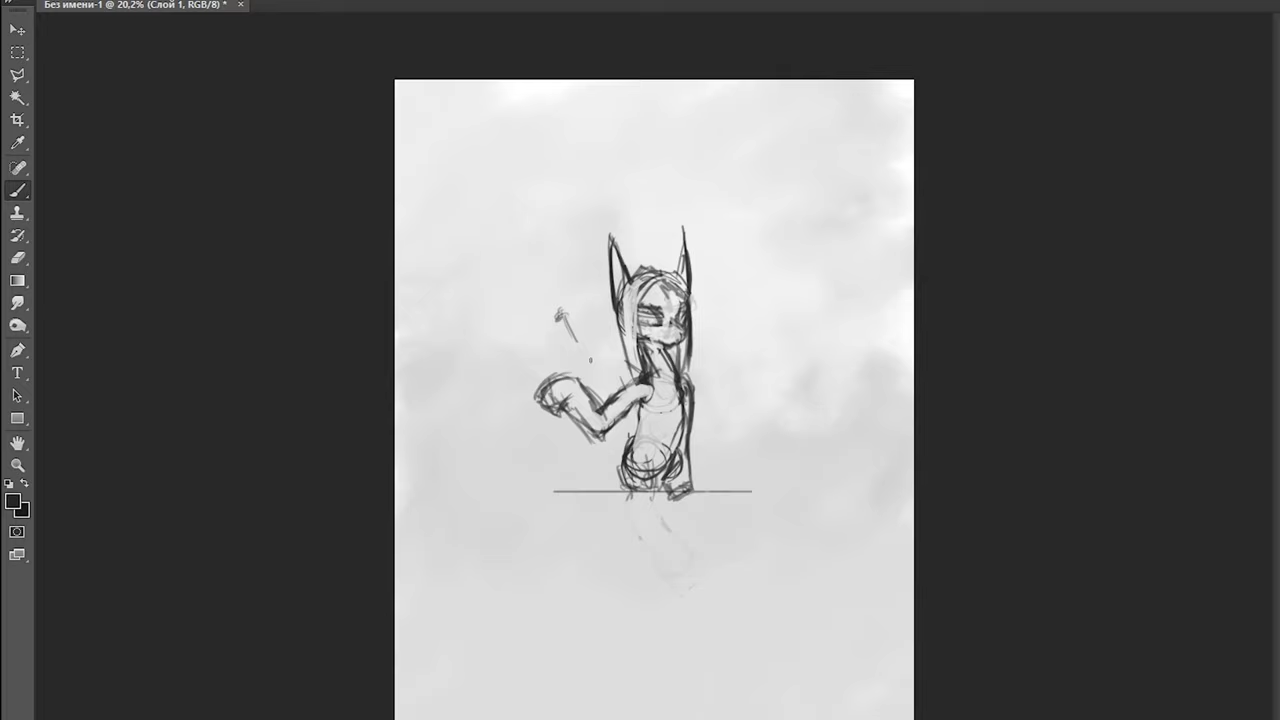 Без имени-1 @ 20,2% (Слой 1, RGB/8) *